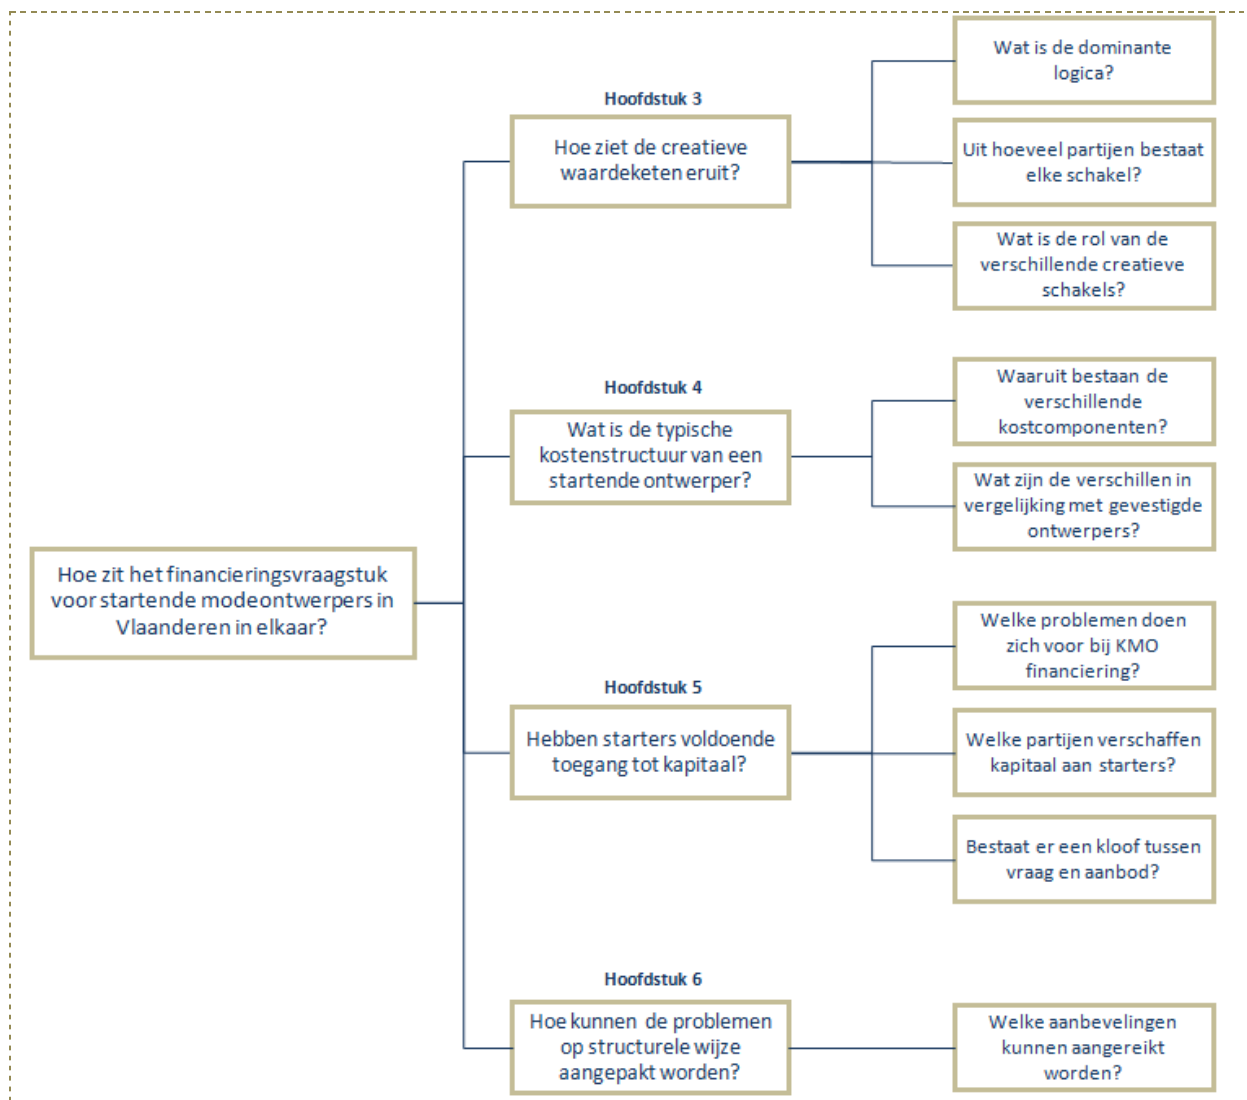 Hoe zit het financieringsvraagstuk
voor startende modeontwerpers in
Vlaanderen in elkaar?
Hoofdstuk 3
Hoe ziet de creatieve
waardeketen eruit?
Wat is de dominante
logica?
Uit hoeveel partijen bestaat
elke schakel?
Wat is de rol van de
verschillende creatieve
schakels?
Hoofdstuk 4
Wat is de typische
kostenstructuur van een
startende ontwerper?
Waaruit bestaan de
verschillende
kostcomponenten?
Wat zijn de verschillen in
vergelijking met gevestigde
ontwerpers?
Hoofdstuk 5
Hebben starters voldoende
toegang tot kapitaal?
Welke problemen doen
zich voor bij KMO
financiering?
Welke partijen verschaffen
kapitaal aan starters?
Bestaat er een kloof tussen
vraag en aanbod?
Hoofdstuk 6
Hoe kunnen de problemen
op structurele wijze
aangepakt worden?
Welke aanbevelingen
kunnen aangereikt
worden?